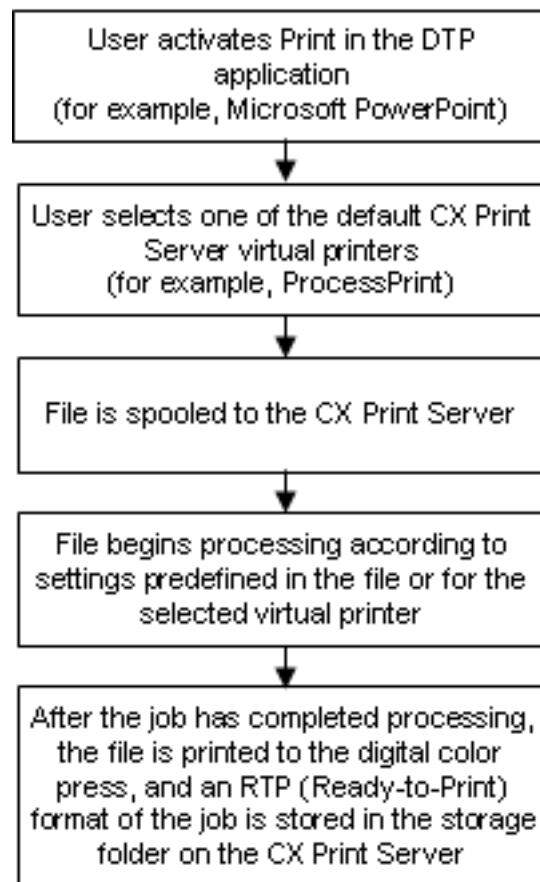 User activates Print in the DTP
application
(for example, Microsoft PowerPoint)
User selects one of the default CX Print
Server virtual printers
(for example, ProcessPrint)
File is spooled to the CX Print Server
File begins processing according to
settings predefined in the file or for the
selected virtual printer
After the job has completed processing,
the file is printed to the digital color
press, and an RTP (Ready-to-Print)
format of the job is stored in the storage
folder on the CX Print Server